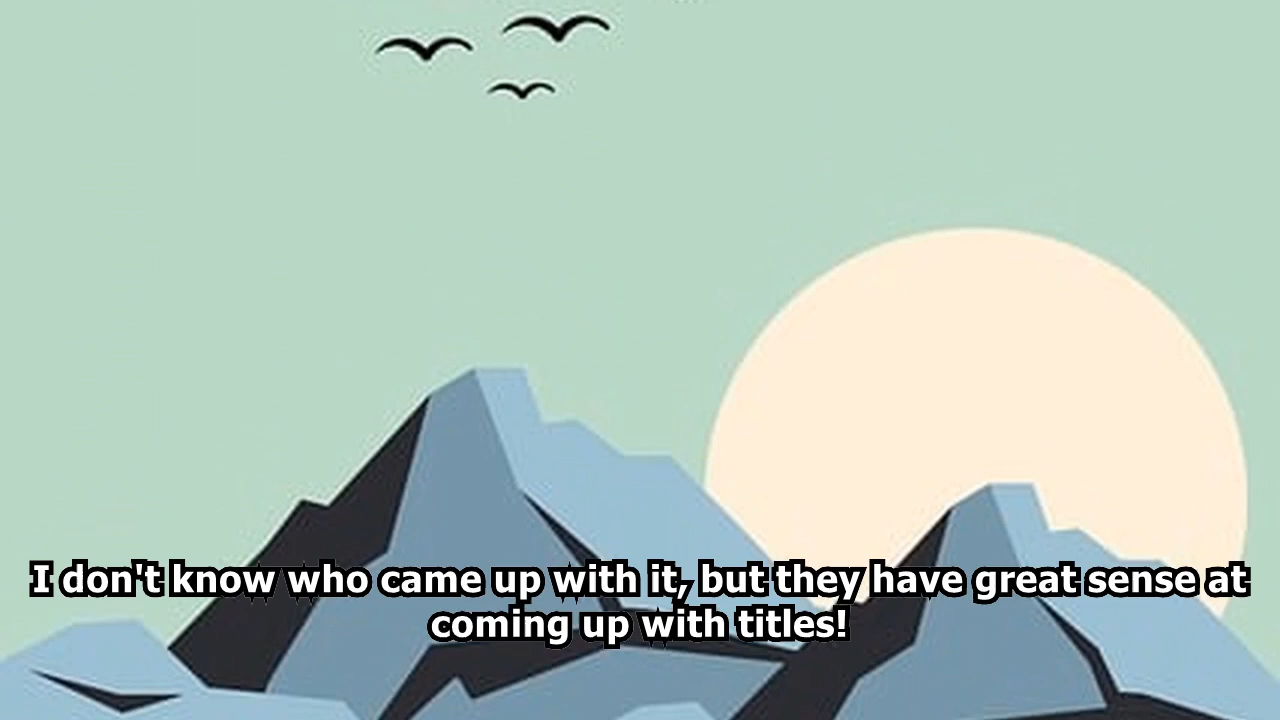 I don't know who came up with it, but they have great sense at
coming up with titles!